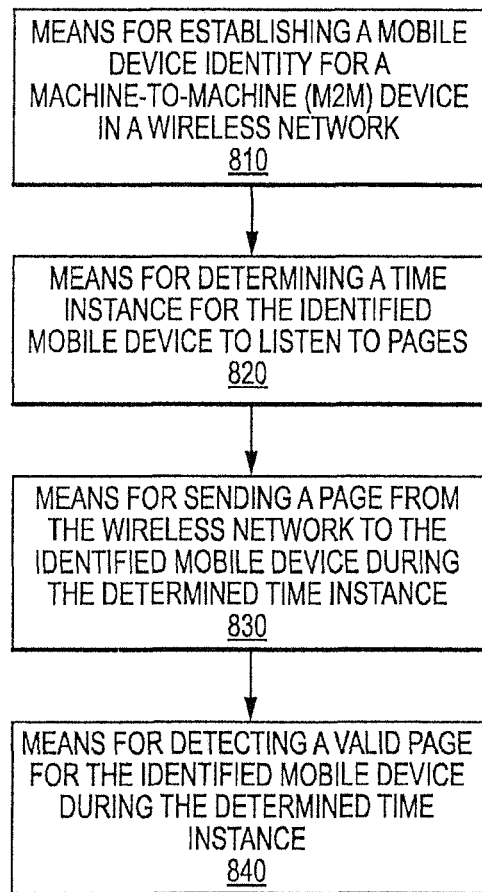 MEANS FOR ESTABLISHING A MOBILE
DEVICE IDENTITY FOR A
MACHINE-TO-MACHINE (M2M) DEVICE
IN A WIRELESS NETWORK
810
MEANS FOR DETERMINING A TIME
INSTANCE FOR THE IDENTIFIED
MOBILE DEVICE TO LISTEN TO PAGES
820
MEANS FOR SENDING A PAGE FROM
THE WIRELESS NETWORK TO THE
IDENTIFIED MOBILE DEVICE DURING
THE DETERMINED TIME INSTANCE
830
MEANS FOR DETECTING A VALID PAGE
FOR THE IDENTIFIED MOBILE DEVICE
DURING THE DETERMINED TIME
INSTANCE
840